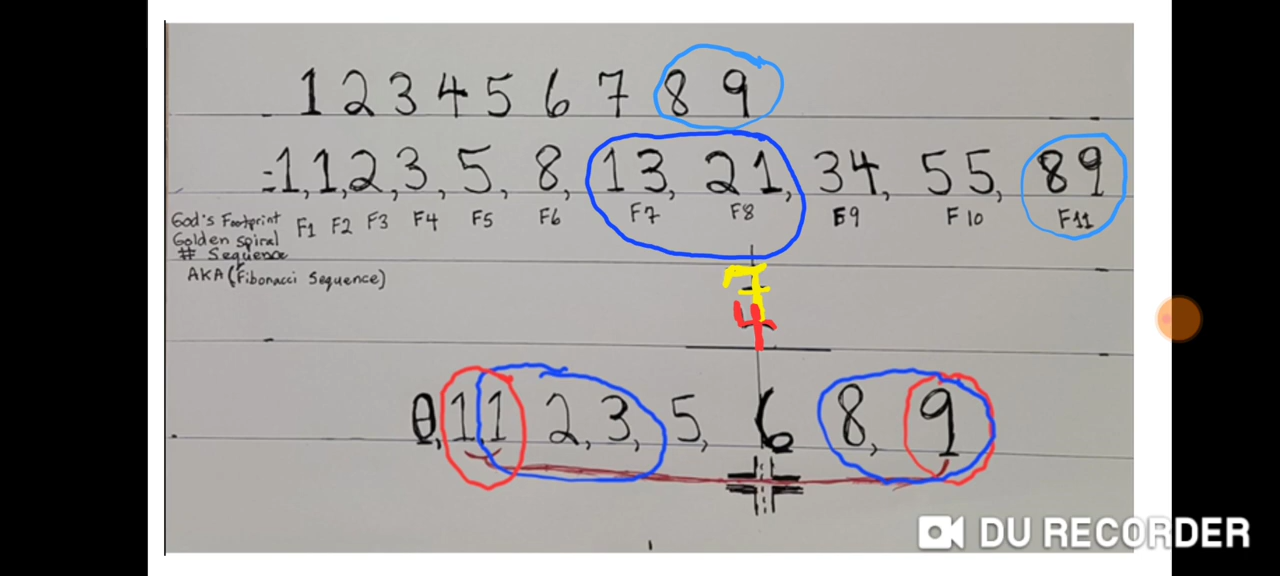 1 2 3 4 5 6 7 8 9
=1, 1, 2, 3, 5, 8, 13, 21, 34, 55, 89
F1 F2 F3 F4 F5 F6 F7 F8 F9 F10 F11
God's Footprint
Golden spiral
# Sequence
AKA (Fibonacci Sequence)
7
4
0, 1, 1 2, 3, 5, 6 8, 9
DU RECORDER